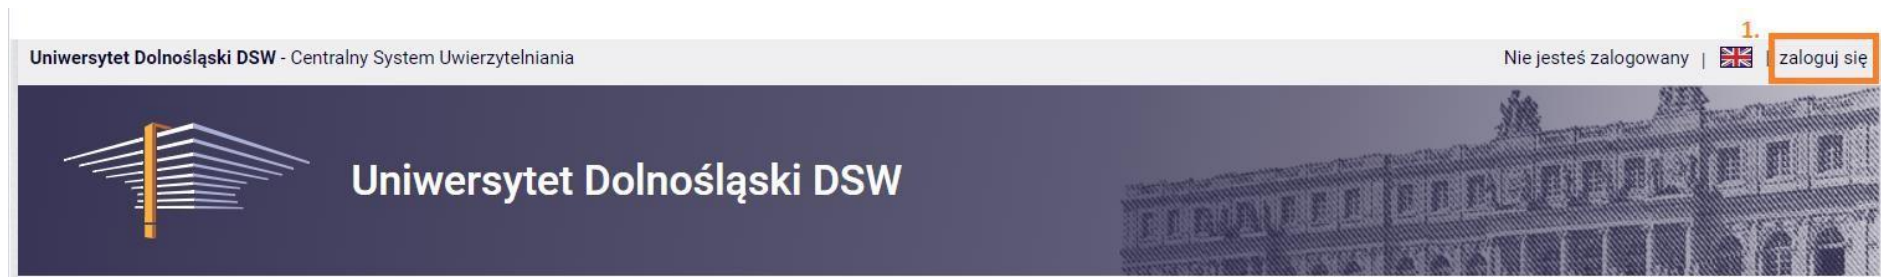 1.
Uniwersytet Dolnośląski DSW - Centralny System Uwierzytelniania
Nie jesteś zalogowany | | zaloguj się
Uniwersytet Dolnośląski DSW